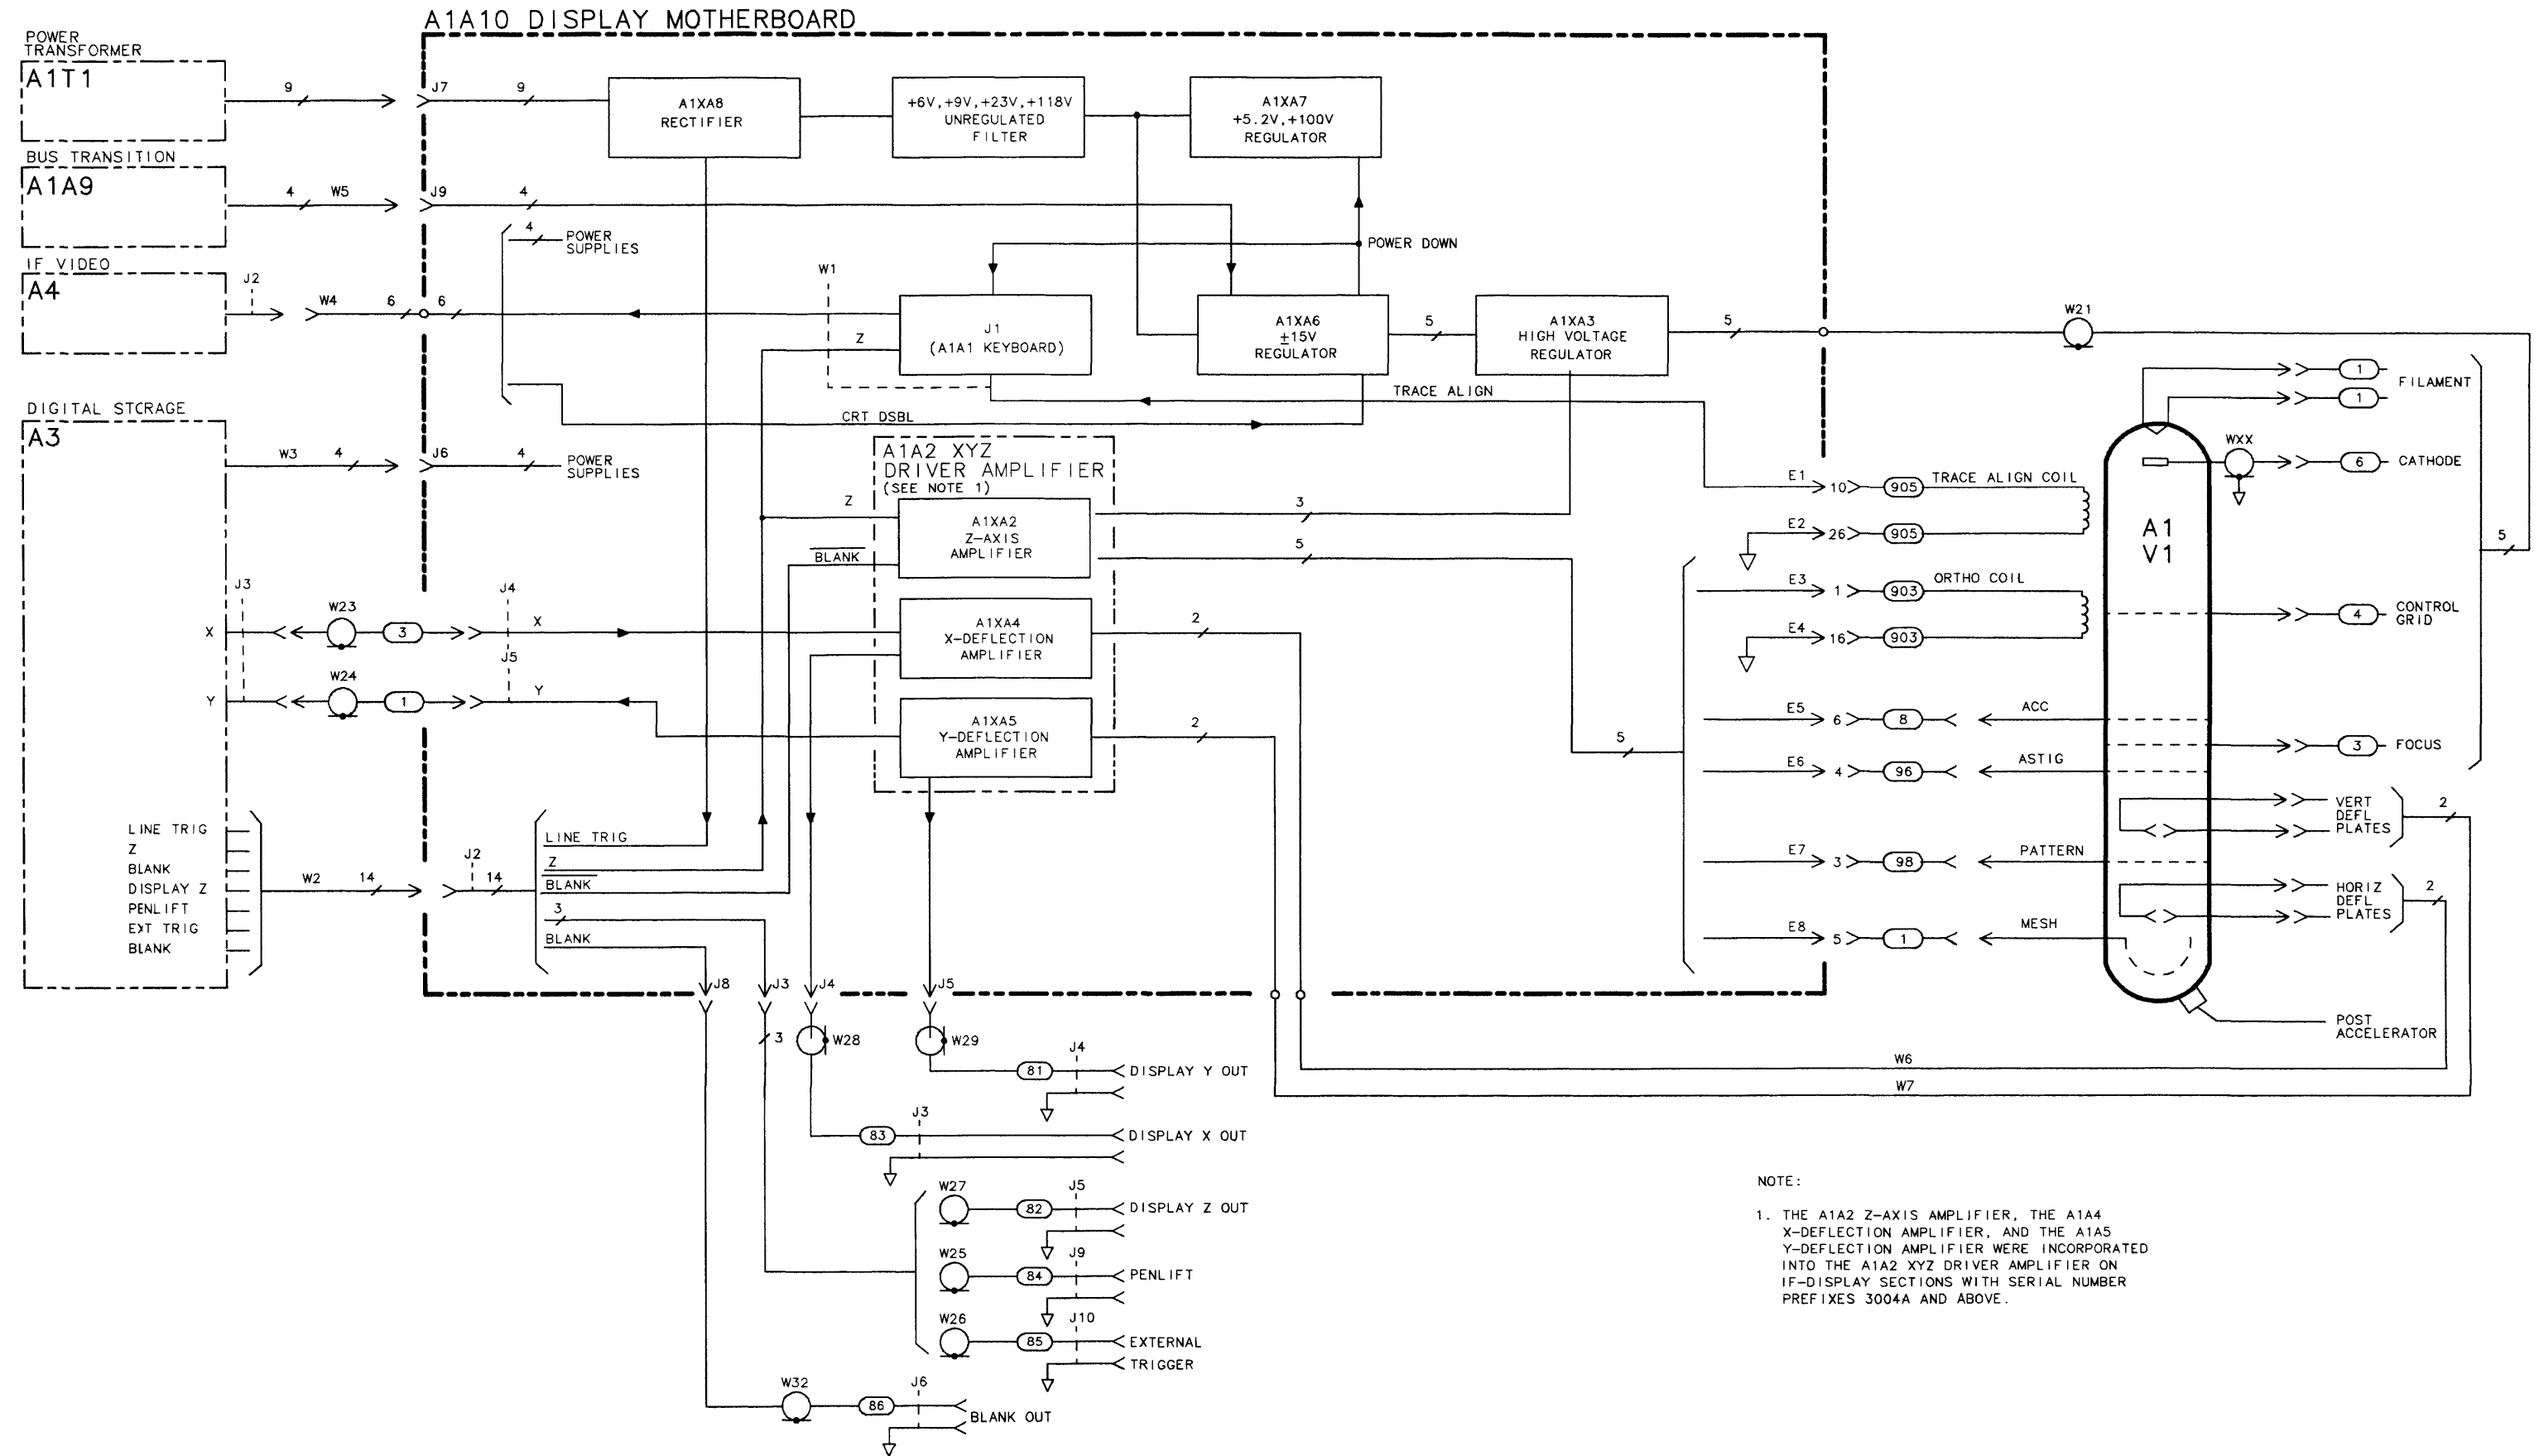 A1A10 DISPLAY MOTHERBOARD
POWER
TRANSFORMER
A1T1
9
J7
9
A1XA8
RECTIFIER
+6V,+9V,+23V,+118V
UNREGULATED
FILTER
A1XA7
+5.2V,+100V
REGULATOR
BUS TRANSITION
A1A9
4
W5
J9
4
4
POWER
SUPPLIES
POWER DOWN
IF VIDEO
A4
J2
W4
6
6
W1
Z
J1
(A1A1 KEYBOARD)
A1XA6
±15V
REGULATOR
5
A1XA3
HIGH VOLTAGE
REGULATOR
5
W21
TRACE ALIGN
CRT DSBL
1
1
FILAMENT
DIGITAL STCRAGE
A3
W3
4
J6
4
POWER
SUPPLIES
A1A2 XYZ
DRIVER AMPLIFIER
(SEE NOTE 1)
Z
A1XA2
Z-AXIS
AMPLIFIER
BLANK
3
5
E1
10
905
TRACE ALIGN COIL
E2
26
905
WXX
6
CATHODE
A1
V1
5
J3
W23
3
J4
X
X
A1XA4
X-DEFLECTION
AMPLIFIER
2
E3
1
903
ORTHO COIL
E4
16
903
4
CONTROL
GRID
W24
1
J5
Y
Y
A1XA5
Y-DEFLECTION
AMPLIFIER
2
5
E5
6
8
ACC
E6
4
96
ASTIG
3
FOCUS
E7
3
98
PATTERN
E8
5
1
MESH
VERT
DEFL
PLATES
2
HORIZ
DEFL
PLATES
2
POST
ACCELERATOR
LINE TRIG
Z
BLANK
DISPLAY Z
PENLIFT
EXT TRIG
BLANK
W2
14
J2
14
LINE TRIG
Z
BLANK
3
BLANK
J8
J3
J4
J5
3
W28
W29
W6
W7
81
J4
DISPLAY Y OUT
83
J3
DISPLAY X OUT
W27
82
J5
DISPLAY Z OUT
W25
84
J9
PENLIFT
W26
85
J10
EXTERNAL
TRIGGER
W32
86
J6
BLANK OUT
NOTE:
1. THE A1A2 Z-AXIS AMPLIFIER, THE A1A4
X-DEFLECTION AMPLIFIER, AND THE A1A5
Y-DEFLECTION AMPLIFIER WERE INCORPORATED
INTO THE A1A2 XYZ DRIVER AMPLIFIER ON
IF-DISPLAY SECTIONS WITH SERIAL NUMBER
PREFIXES 3004A AND ABOVE.